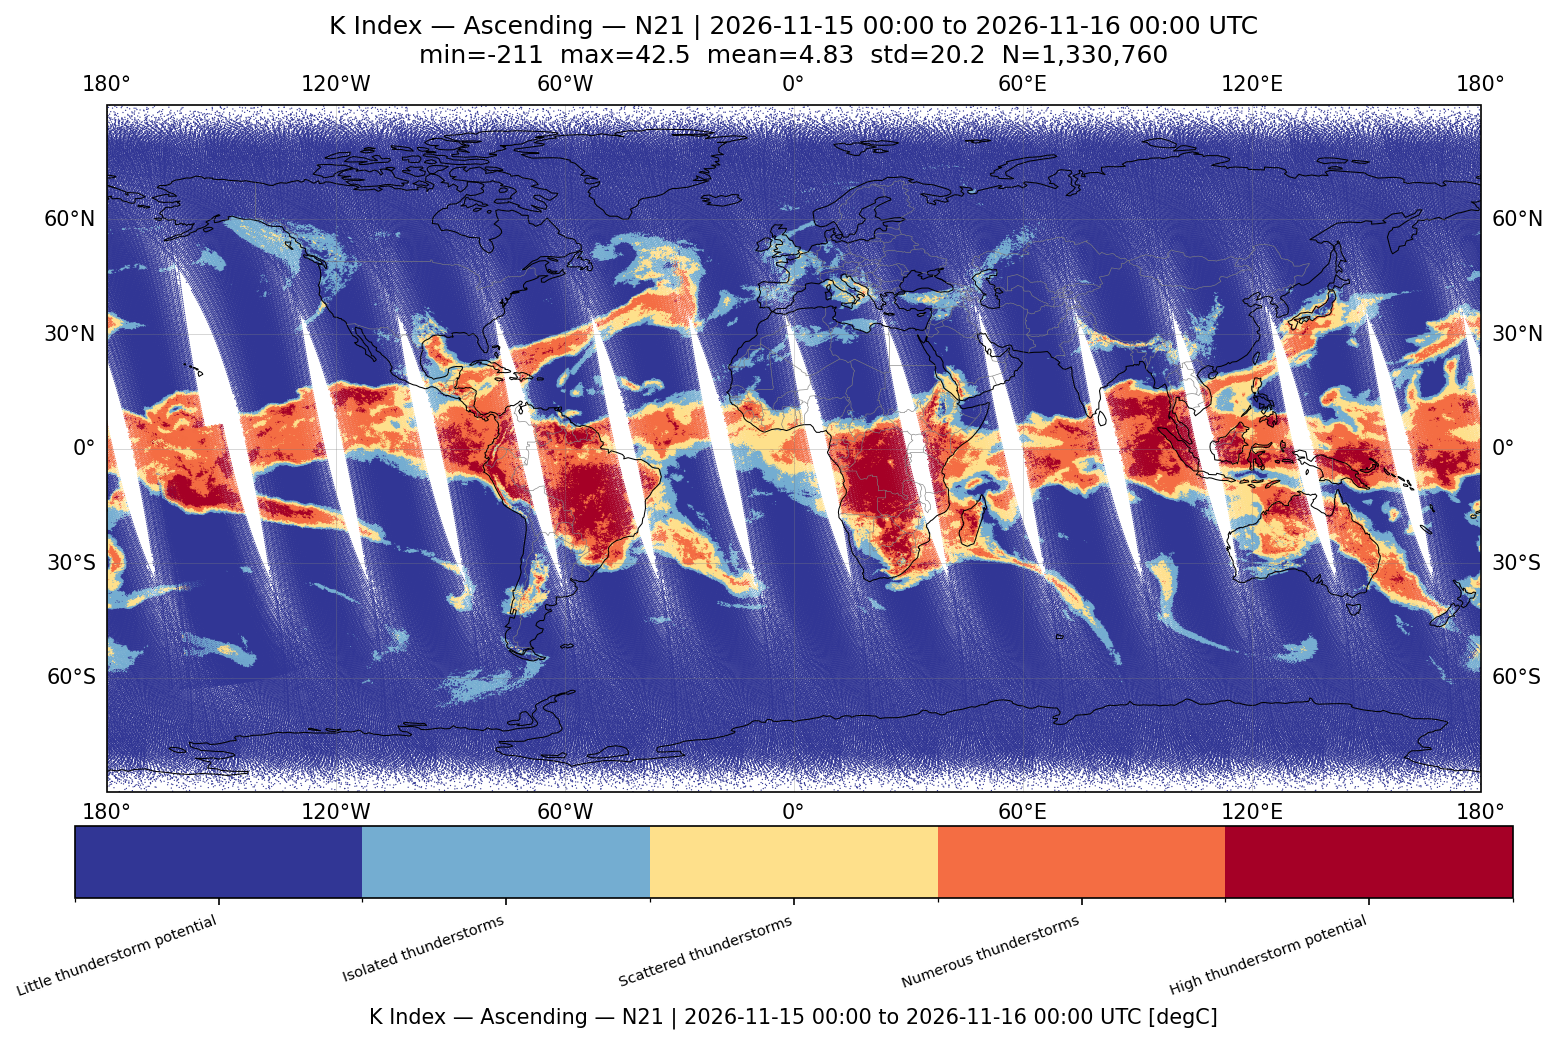 K Index — Ascending — N21 | 2026-11-15 00:00 to 2026-11-16 00:00 UTC
min=-211 max=42.5 mean=4.83 std=20.2 N=1,330,760
180° 120°W 60°W 0° 60°E 120°E 180°
60°N 60°N
30°N 30°N
0° 0°
30°S 30°S
60°S 60°S
180° 120°W 60°W 0° 60°E 120°E 180°
Little thunderstorm potential
Isolated thunderstorms
Scattered thunderstorms
Numerous thunderstorms
High thunderstorm potential
K Index — Ascending — N21 | 2026-11-15 00:00 to 2026-11-16 00:00 UTC [degC]